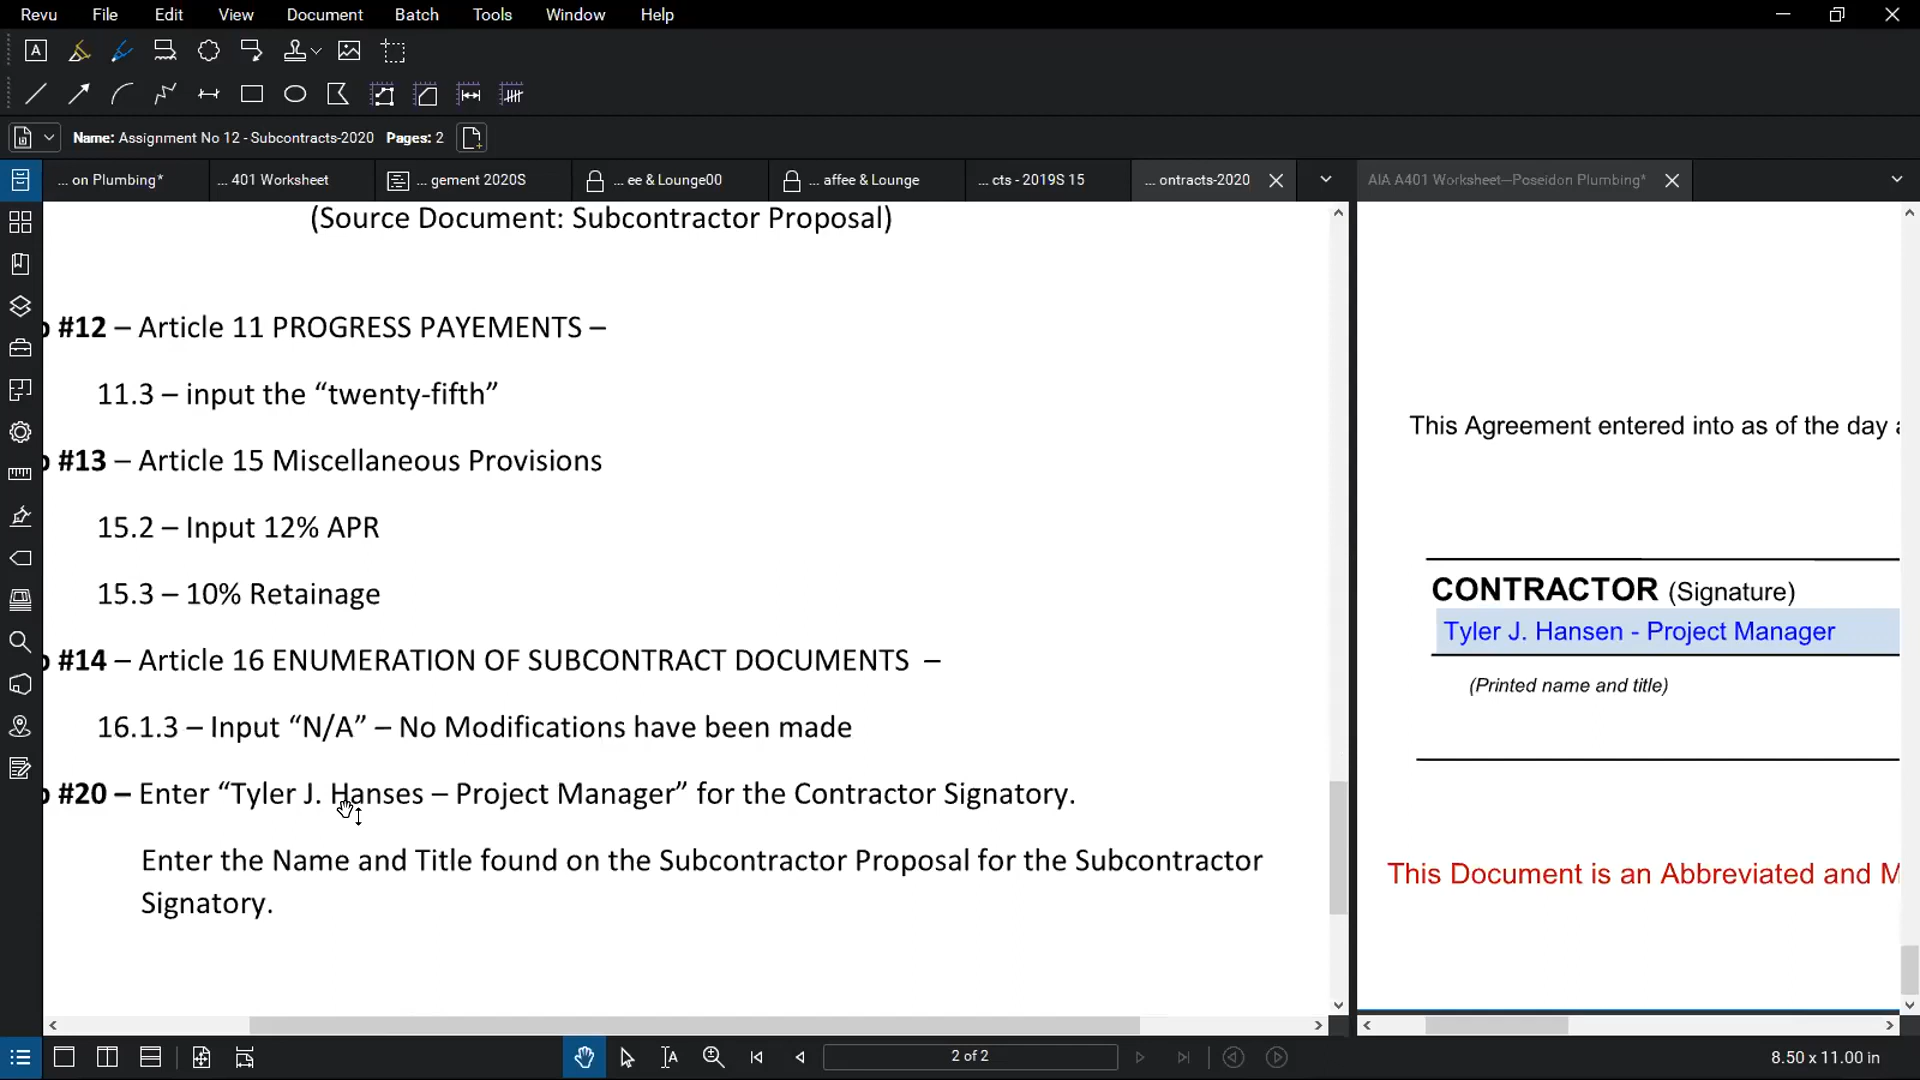 Revu File Edit View Document Batch Tools Window Help
Name: Assignment No 12 - Subcontracts-2020 Pages: 2
... on Plumbing* ... 401 Worksheet ... gement 2020S ... ee & Lounge00 ... affee & Lounge ... cts - 2019S 15 ... ontracts-2020 AIA A401 Worksheet—Poseidon Plumbing*
(Source Document: Subcontractor Proposal)
#12 – Article 11 PROGRESS PAYEMENTS –
11.3 – input the “twenty-fifth”
#13 – Article 15 Miscellaneous Provisions
15.2 – Input 12% APR
15.3 – 10% Retainage
#14 – Article 16 ENUMERATION OF SUBCONTRACT DOCUMENTS –
16.1.3 – Input “N/A” – No Modifications have been made
#20 – Enter “Tyler J. Hanses – Project Manager” for the Contractor Signatory.
Enter the Name and Title found on the Subcontractor Proposal for the Subcontractor
Signatory.
This Agreement entered into as of the day
CONTRACTOR (Signature)
Tyler J. Hansen - Project Manager
(Printed name and title)
This Document is an Abbreviated and M
2 of 2
8.50 x 11.00 in